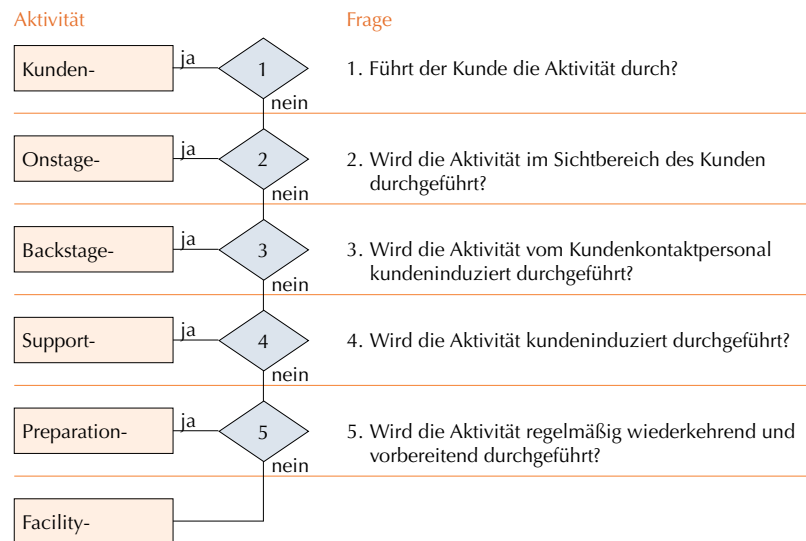 Aktivität Frage
Kunden- ja 1 1. Führt der Kunde die Aktivität durch?
nein
Onstage- ja 2 2. Wird die Aktivität im Sichtbereich des Kunden
durchgeführt?
nein
Backstage- ja 3 3. Wird die Aktivität vom Kundenkontaktpersonal
kundeninduziert durchgeführt?
nein
Support- ja 4 4. Wird die Aktivität kundeninduziert durchgeführt?
nein
Preparation- ja 5 5. Wird die Aktivität regelmäßig wiederkehrend und
vorbereitend durchgeführt?
nein
Facility-